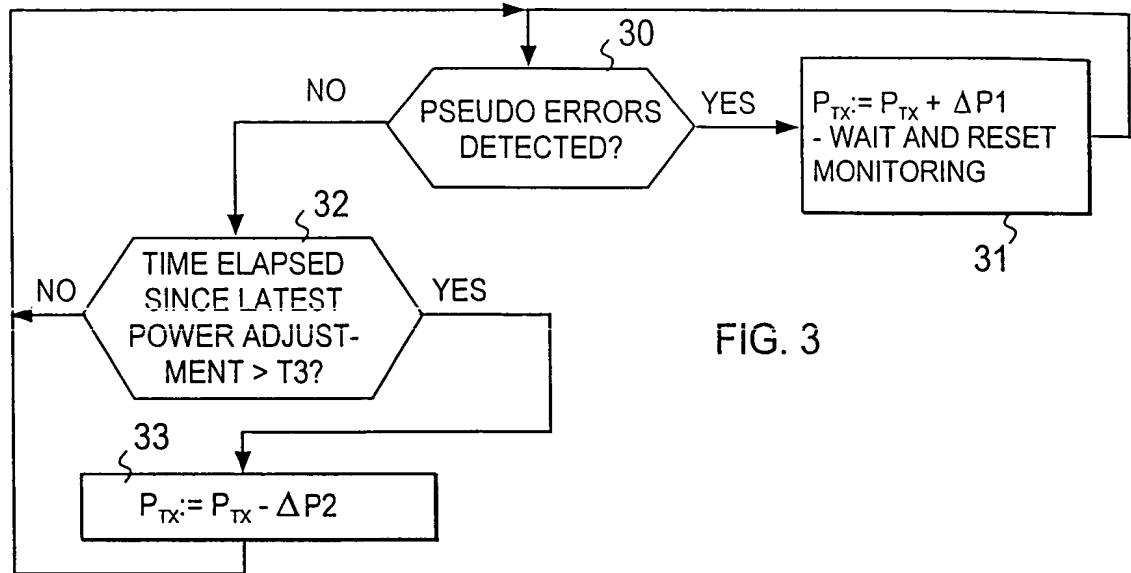 30
NO
PSEUDO ERRORS
DETECTED?
YES
P_TX:= P_TX + ΔP1
- WAIT AND RESET
MONITORING
31
32
NO
TIME ELAPSED
SINCE LATEST
POWER ADJUST-
MENT > T3?
YES
FIG. 3
33
P_TX:= P_TX - ΔP2